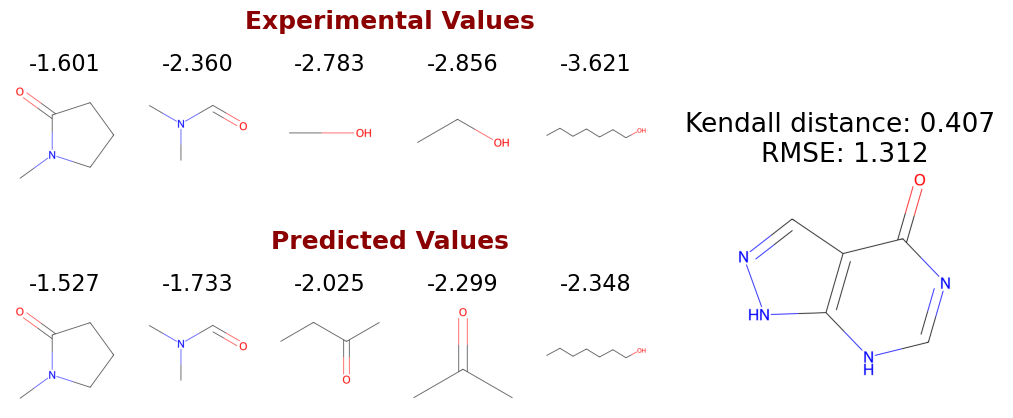 Experimental Values
-1.601 -2.360 -2.783 -2.856 -3.621
O N O OH OH OH
Kendall distance: 0.407
RMSE: 1.312
Predicted Values
-1.527 -1.733 -2.025 -2.299 -2.348
O N N O O O OH
O N HN N N H